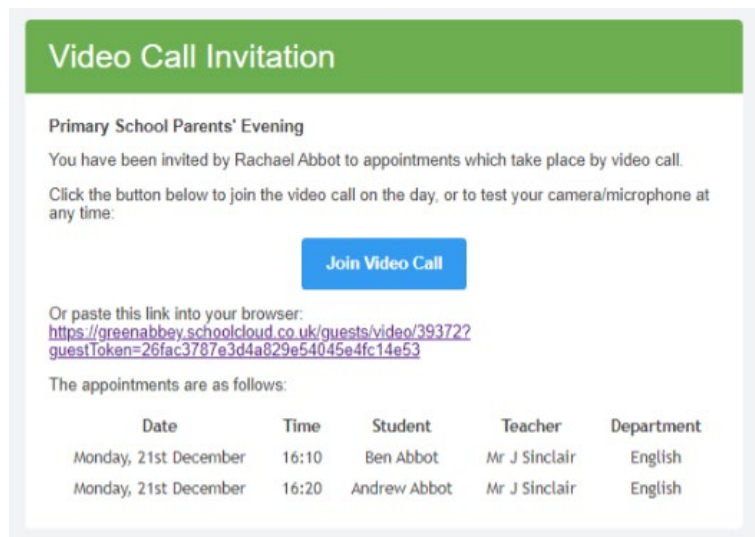 Video Call Invitation
Primary School Parents' Evening
You have been invited by Rachael Abbot to appointments which take place by video call.
Click the button below to join the video call on the day, or to test your camera/microphone at
any time:
Join Video Call
Or paste this link into your browser:
https://greenabbey.schoolcloud.co.uk/guests/video/39372?
guestToken=26fac3787e3d4a829e54045e4fc14e53
The appointments are as follows:
Date Time Student Teacher Department
Monday, 21st December 16:10 Ben Abbot Mr J Sinclair English
Monday, 21st December 16:20 Andrew Abbot Mr J Sinclair English